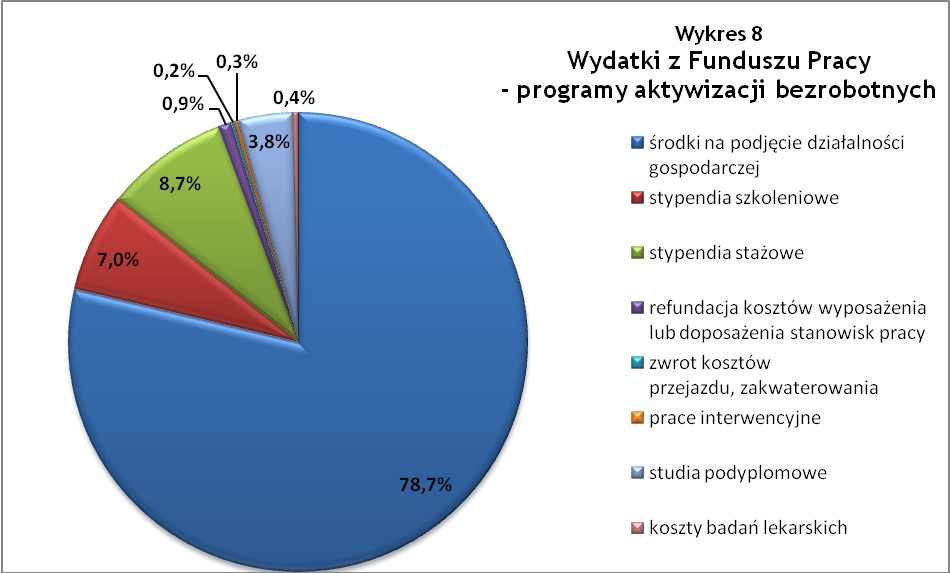 Wykres 8
Wydatki z Funduszu Pracy
- programy aktywizacji bezrobotnych
0,3%
0,2%
0,9%
0,4%
3,8%
8,7%
7,0%
78,7%
środki na podjęcie działalności
gospodarczej
stypendia szkoleniowe
stypendia stażowe
refundacja kosztów wyposażenia
lub doposażenia stanowisk pracy
zwrot kosztów
przejazdu, zakwaterowania
prace interwencyjne
studia podyplomowe
koszty badań lekarskich